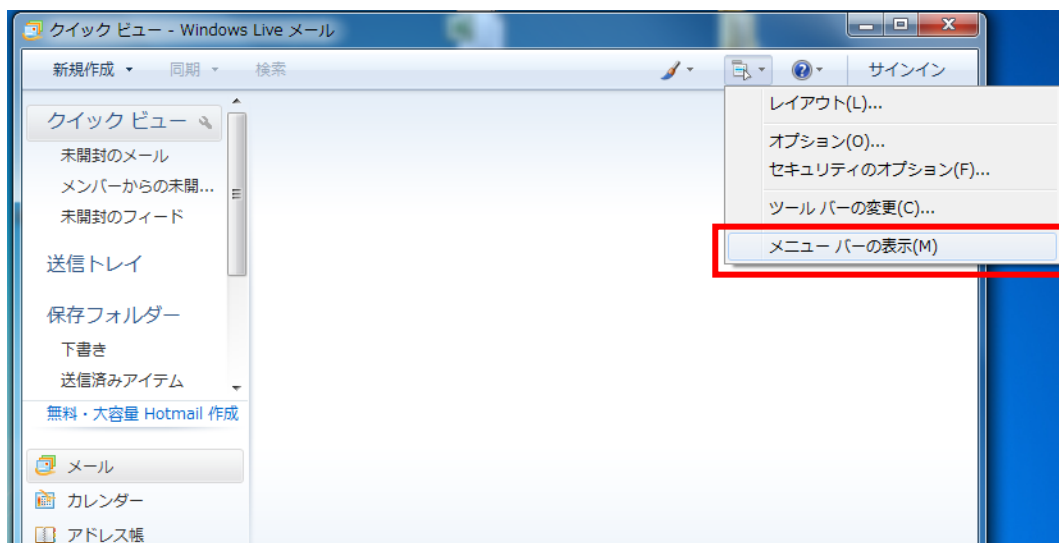 クイック ビュー - Windows Live メール
新規作成 同期 検索 サインイン
レイアウト(L)...
オプション(O)...
セキュリティのオプション(F)...
ツール バーの変更(C)...
メニュー バーの表示(M)
クイック ビュー
未開封のメール
メンバーからの未開...
未開封のフィード
送信トレイ
保存フォルダー
下書き
送信済みアイテム
無料・大容量 Hotmail 作成
メール
カレンダー
アドレス帳